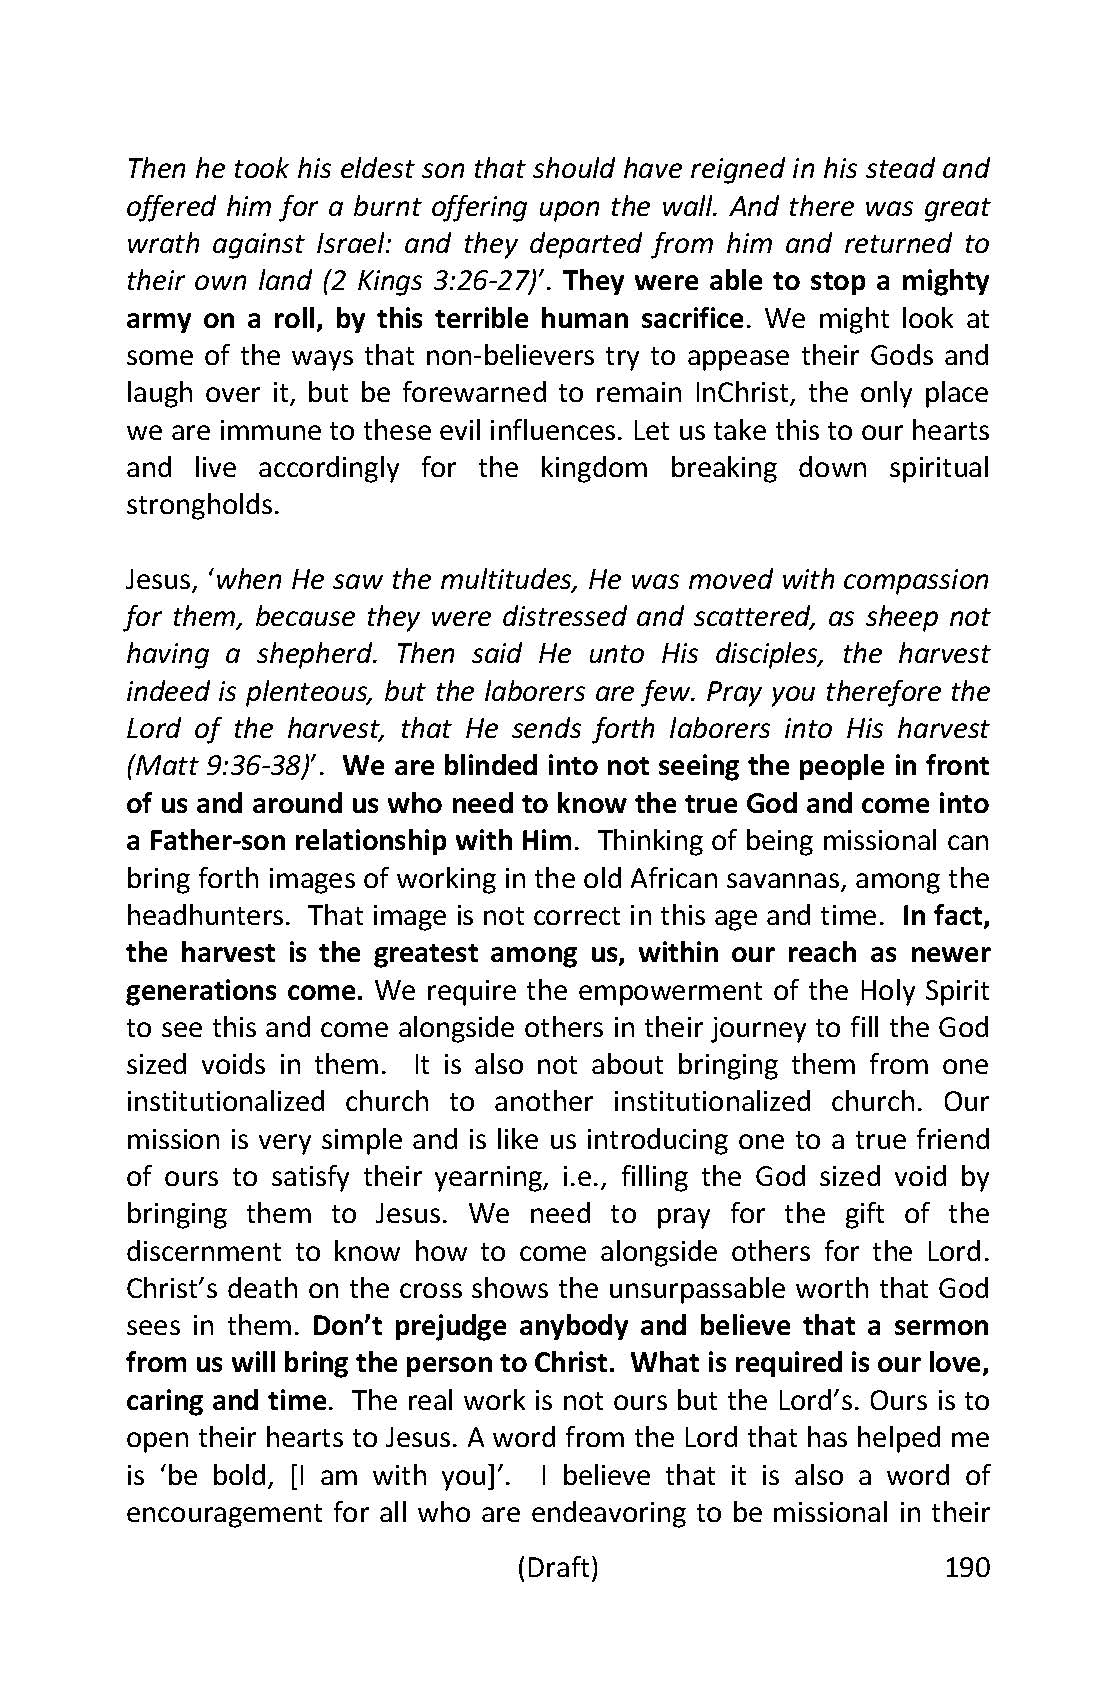 Then he took his eldest son that should have reigned in his stead and
offered him for a burnt offering upon the wall. And there was great
wrath against Israel: and they departed from him and returned to
their own land (2 Kings 3:26-27)’. They were able to stop a mighty
army on a roll, by this terrible human sacrifice. We might look at
some of the ways that non-believers try to appease their Gods and
laugh over it, but be forewarned to remain InChrist, the only place
we are immune to these evil influences. Let us take this to our hearts
and live accordingly for the kingdom breaking down spiritual
strongholds.
Jesus, ‘when He saw the multitudes, He was moved with compassion
for them, because they were distressed and scattered, as sheep not
having a shepherd. Then said He unto His disciples, the harvest
indeed is plenteous, but the laborers are few. Pray you therefore the
Lord of the harvest, that He sends forth laborers into His harvest
(Matt 9:36-38)’. We are blinded into not seeing the people in front
of us and around us who need to know the true God and come into
a Father-son relationship with Him. Thinking of being missional can
bring forth images of working in the old African savannas, among the
headhunters. That image is not correct in this age and time. In fact,
the harvest is the greatest among us, within our reach as newer
generations come. We require the empowerment of the Holy Spirit
to see this and come alongside others in their journey to fill the God
sized voids in them. It is also not about bringing them from one
institutionalized church to another institutionalized church. Our
mission is very simple and is like us introducing one to a true friend
of ours to satisfy their yearning, i.e., filling the God sized void by
bringing them to Jesus. We need to pray for the gift of the
discernment to know how to come alongside others for the Lord.
Christ’s death on the cross shows the unsurpassable worth that God
sees in them. Don’t prejudge anybody and believe that a sermon
from us will bring the person to Christ. What is required is our love,
caring and time. The real work is not ours but the Lord’s. Ours is to
open their hearts to Jesus. A word from the Lord that has helped me
is ‘be bold, [I am with you]’. I believe that it is also a word of
encouragement for all who are endeavoring to be missional in their
(Draft) 190